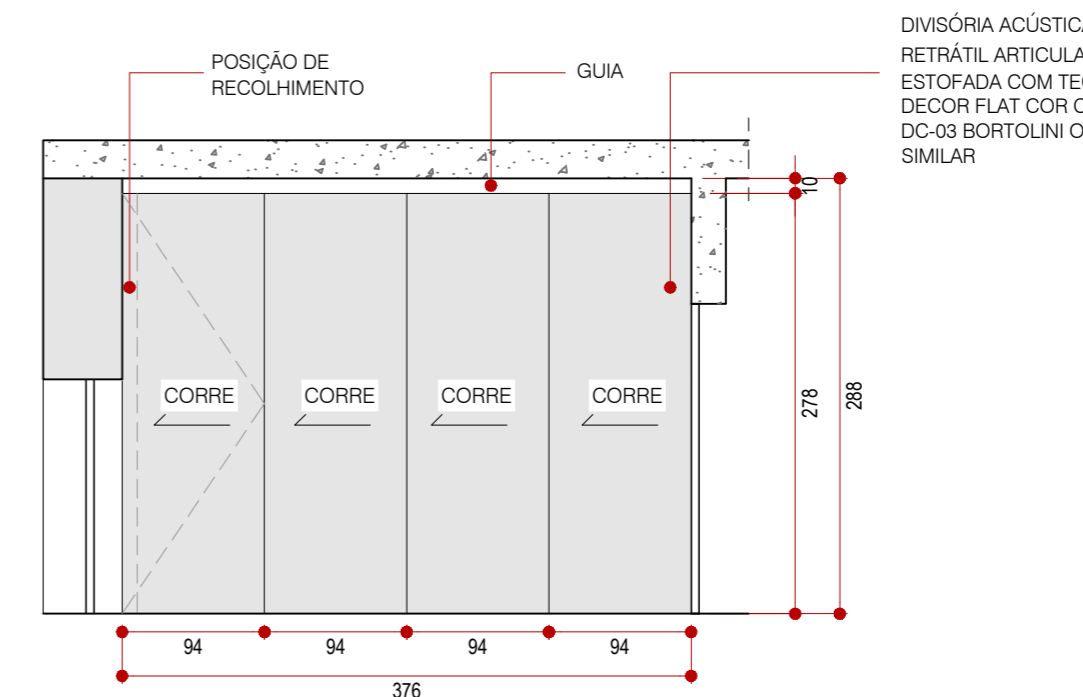 POSIÇÃO DE
RECOLHIMENTO
GUIA
DIVISÓRIA ACÚSTICA
RETRÁTIL ARTICULA
ESTOFADA COM TE
DECOR FLAT COR
DC-03 BORTOLINI O
SIMILAR
10
CORRE
CORRE
CORRE
CORRE
278
288
94
94
94
94
376